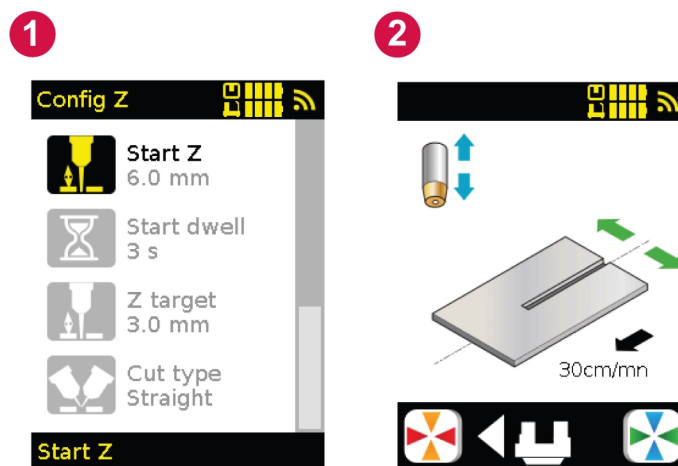 1
2
Config Z
Start Z
6.0 mm
Start dwell
3 s
Z target
3.0 mm
Cut type
Straight
Start Z
30cm/mn